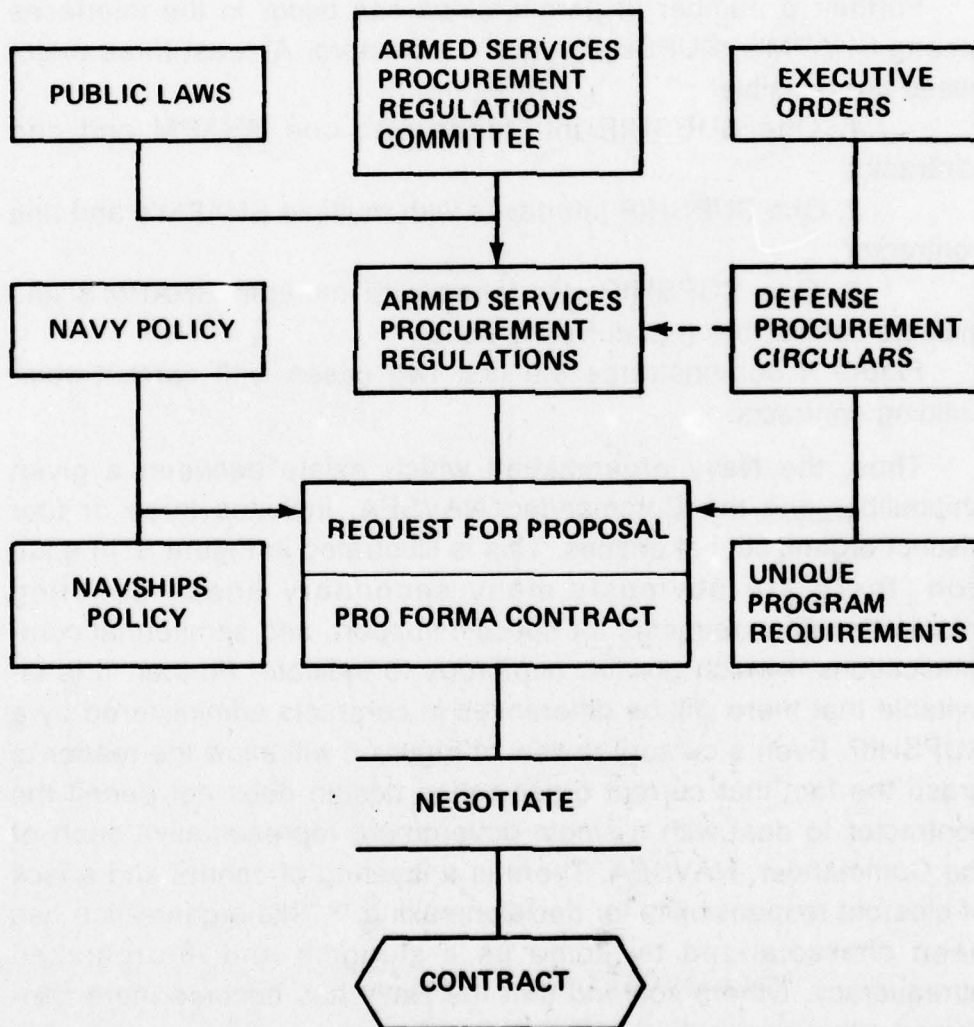 PUBLIC LAWS
ARMED SERVICES
PROCUREMENT
REGULATIONS
COMMITTEE
EXECUTIVE
ORDERS
NAVY POLICY
ARMED SERVICES
PROCUREMENT
REGULATIONS
DEFENSE
PROCUREMENT
CIRCULARS
NAVSHIPS
POLICY
REQUEST FOR PROPOSAL
PRO FORMA CONTRACT
UNIQUE
PROGRAM
REQUIREMENTS
NEGOTIATE
CONTRACT